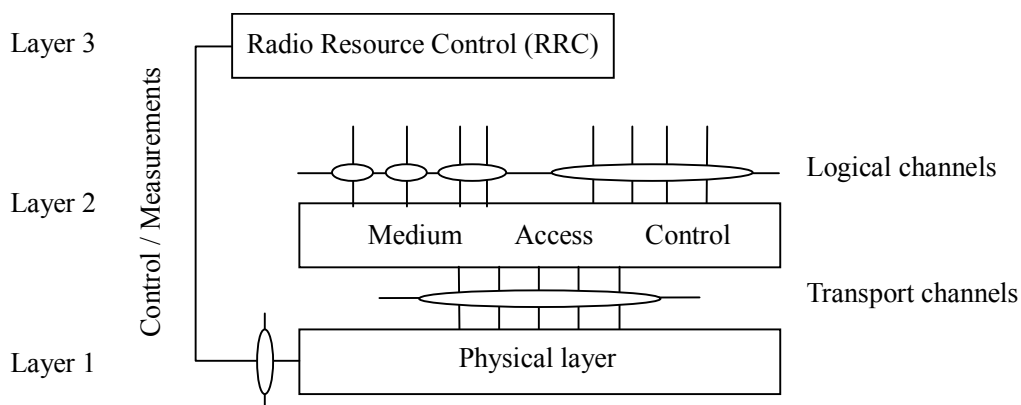 Layer 3
Radio Resource Control (RRC)
Control / Measurements
Logical channels
Layer 2
Medium Access Control
Transport channels
Layer 1
Physical layer